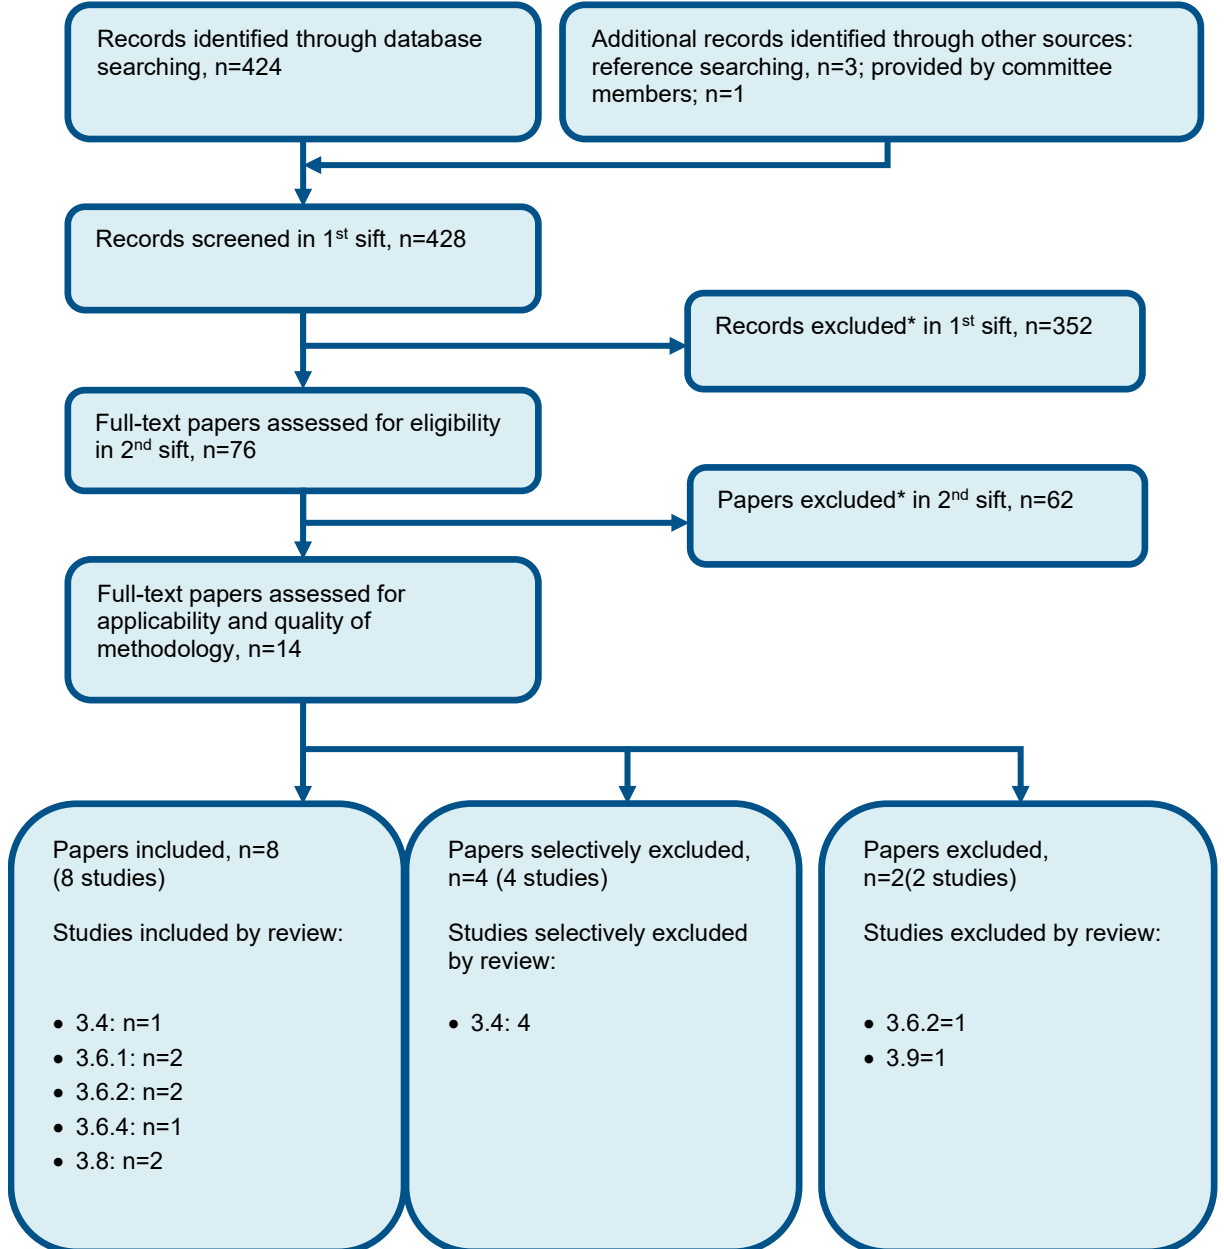 Records identified through database
searching, n=424
Additional records identified through other sources:
reference searching, n=3; provided by committee
members; n=1
Records screened in 1st sift, n=428
Records excluded* in 1st sift, n=352
Full-text papers assessed for eligibility
in 2nd sift, n=76
Papers excluded* in 2nd sift, n=62
Full-text papers assessed for
applicability and quality of
methodology, n=14
Papers included, n=8
(8 studies)
Studies included by review:
• 3.4: n=1
• 3.6.1: n=2
• 3.6.2: n=2
• 3.6.4: n=1
• 3.8: n=2
Papers selectively excluded,
n=4 (4 studies)
Studies selectively excluded
by review:
• 3.4: 4
Papers excluded,
n=2(2 studies)
Studies excluded by review:
• 3.6.2=1
• 3.9=1